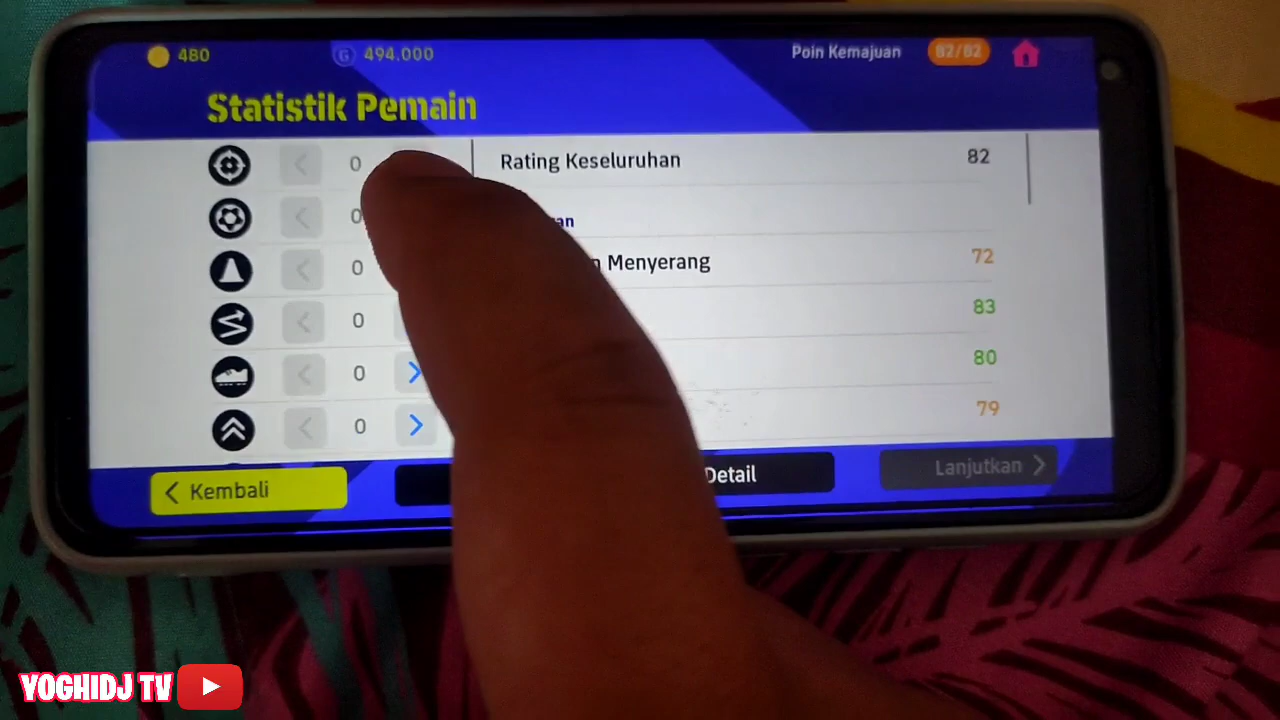 480
494.000
Poin Kemajuan
82/82
Statistik Pemain
0
Rating Keseluruhan
82
0
0
Menyerang
72
0
83
0
80
0
79
Kembali
Detail
Lanjutkan
YOGHIDJ TV